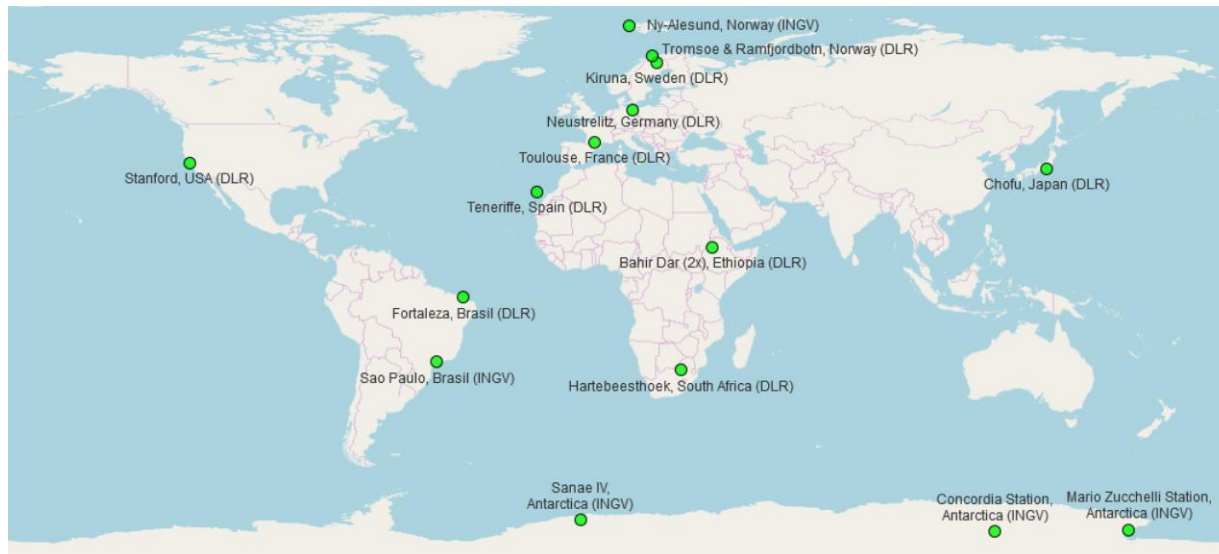 Ny-Alesund, Norway (INGV)
Tromsoe & Ramfjordbotn, Norway (DLR)
Kiruna, Sweden (DLR)
Neustrelitz, Germany (DLR)
Toulouse, France (DLR)
Stanford, USA (DLR)
Chofu, Japan (DLR)
Teneriffe, Spain (DLR)
Bahir Dar (2x), Ethiopia (DLR)
Fortaleza, Brasil (DLR)
Sao Paulo, Brasil (INGV)
Hartebeesthoek, South Africa (DLR)
Sanae IV,
Antarctica (INGV)
Concordia Station,
Antarctica (INGV)
Mario Zucchelli Station,
Antarctica (INGV)